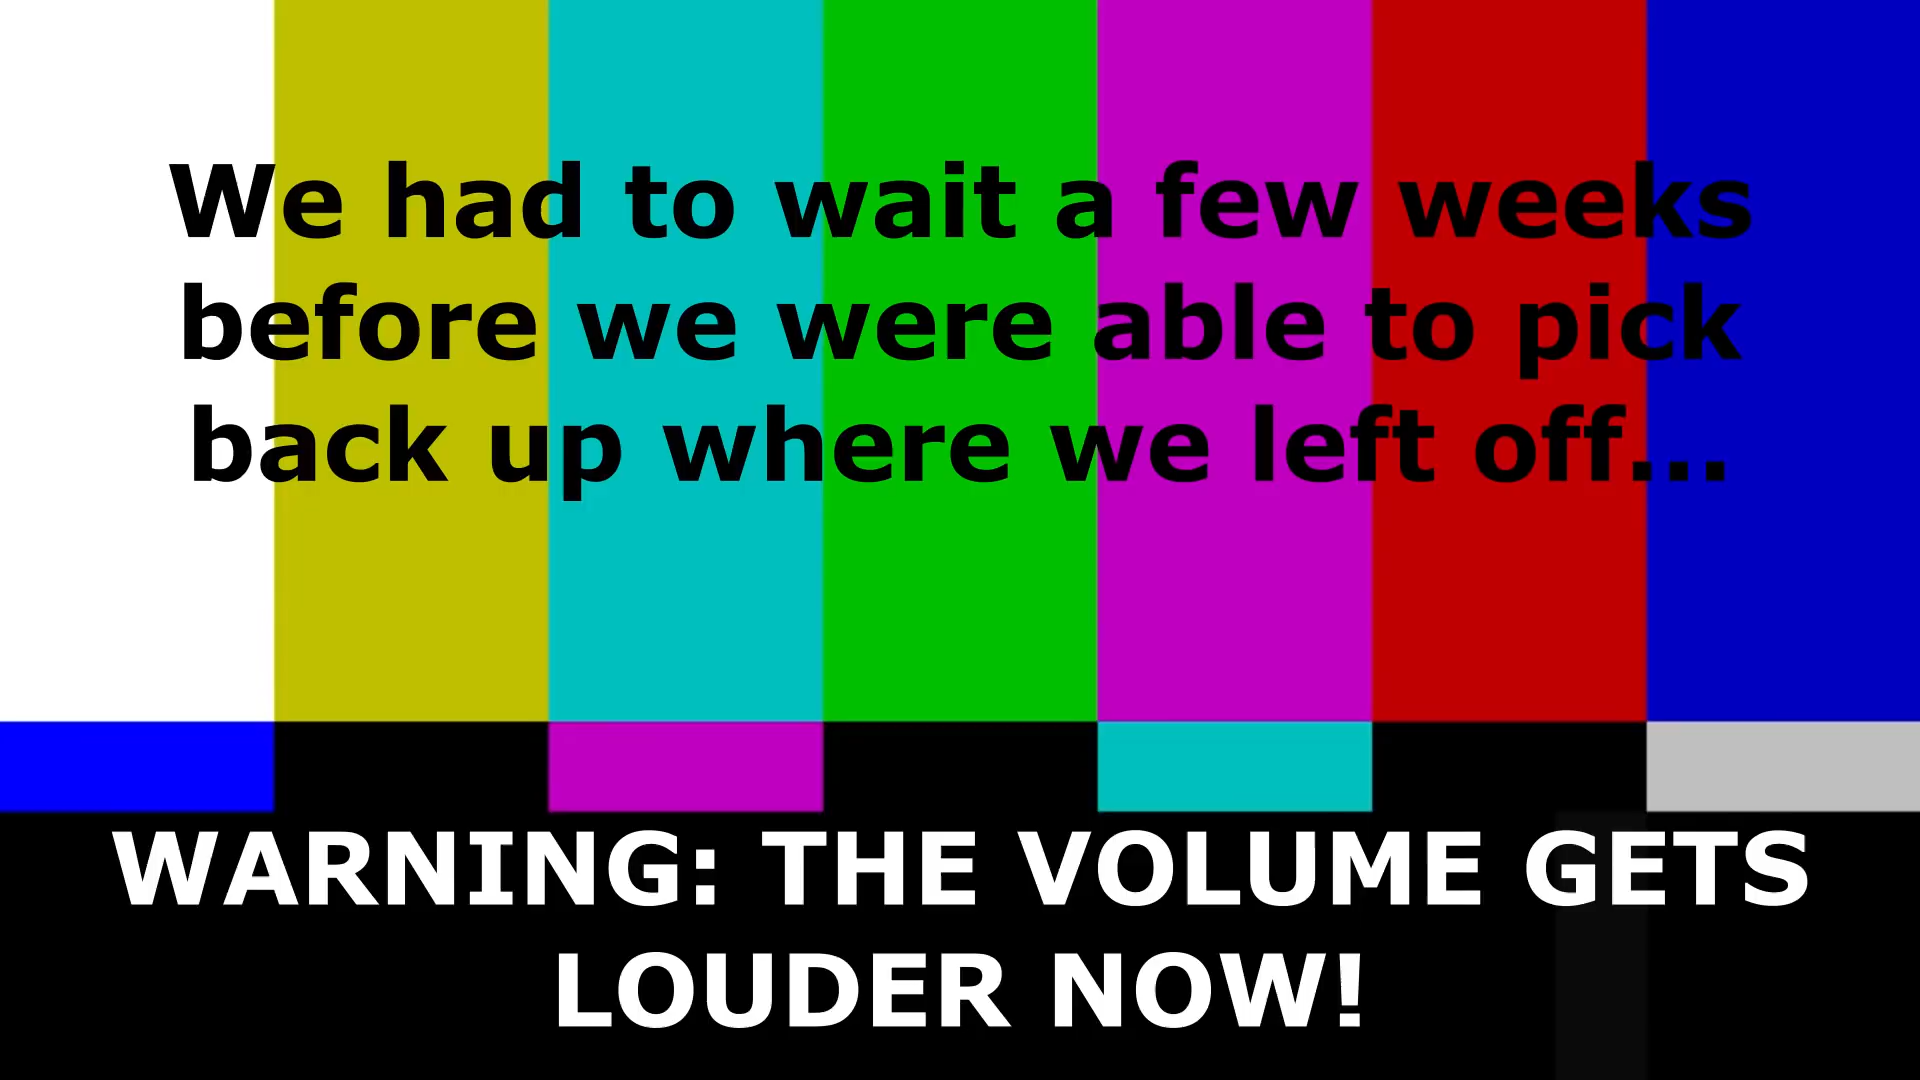 We had to wait a few weeks
before we were able to pick
back up where we left off...
WARNING: THE VOLUME GETS
LOUDER NOW!